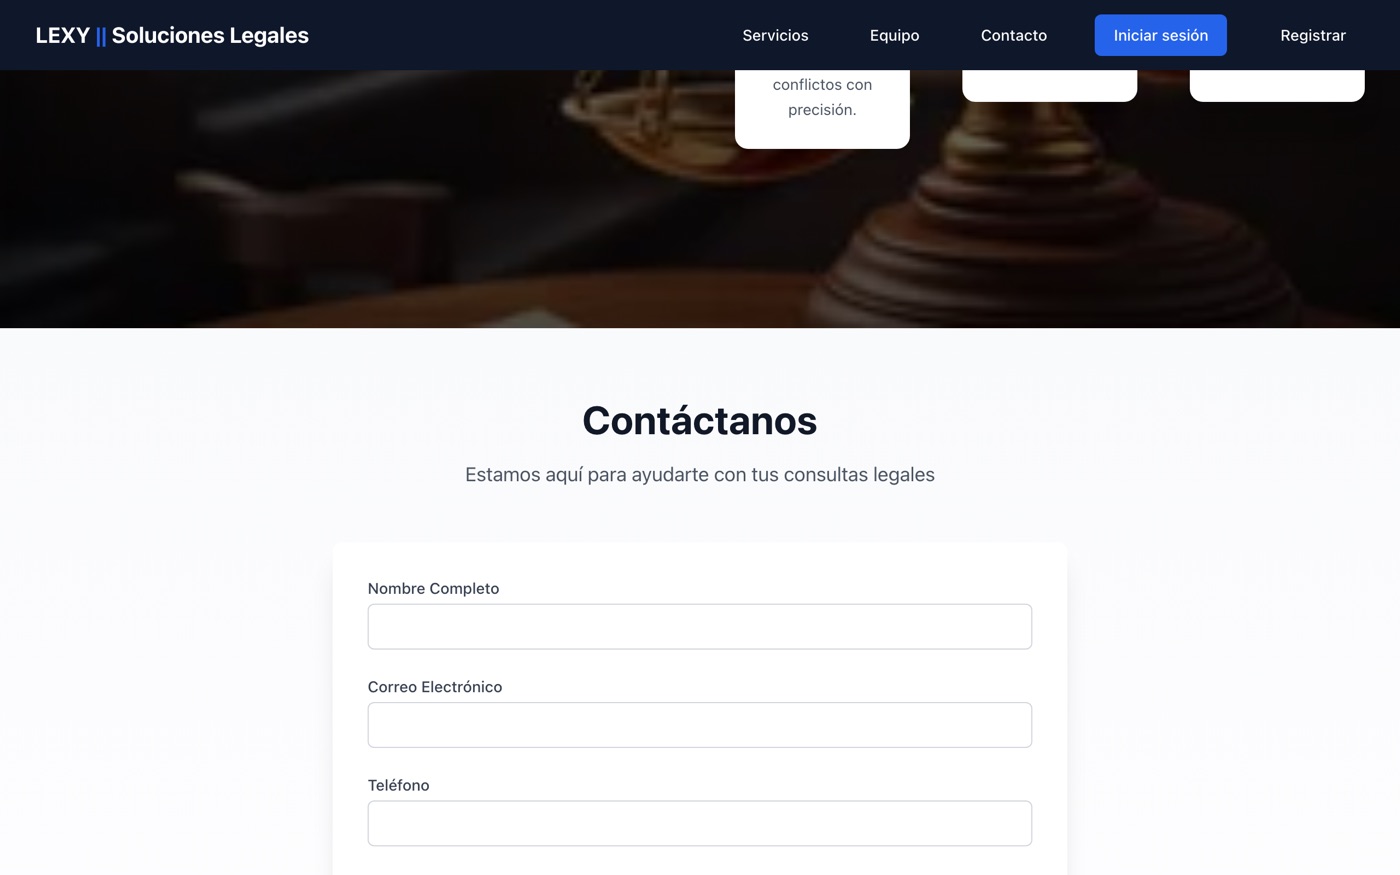 LEXY || Soluciones Legales
Servicios
Equipo
Contacto
Iniciar sesión
Registrar
conflictos con
precisión.
Contáctanos
Estamos aquí para ayudarte con tus consultas legales
Nombre Completo
Correo Electrónico
Teléfono